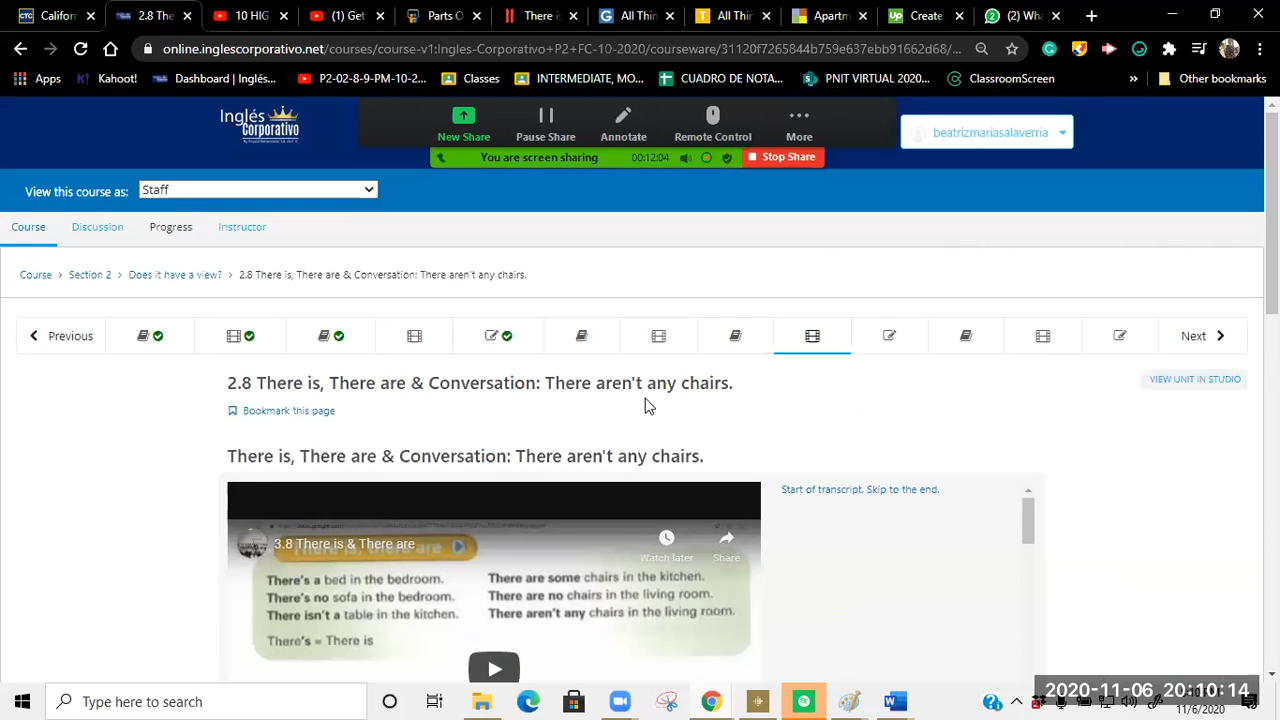 Californ
2.8 The
10 HIG
(1) Get
Parts O
There is
All Thin
All Thin
Apartm
Create
(2) Wha
online.inglescorporativo.net/courses/course-v1:Ingles-Corporativo+P2+FC-10-2020/courseware/31120f7265844b759e637ebb91662d68/...
Apps
Kahoot!
Dashboard | Inglés...
P2-02-8-9-PM-10-2...
Classes
INTERMEDIATE, MO...
CUADRO DE NOTA...
PNIT VIRTUAL 2020...
ClassroomScreen
Other bookmarks
Inglés Corporativo
New Share
Pause Share
Annotate
Remote Control
More
You are screen sharing
00:12:04
Stop Share
beatrizmariasalaverria
View this course as:
Staff
Course
Discussion
Progress
Instructor
Course > Section 2 > Does it have a view? > 2.8 There is, There are & Conversation: There aren't any chairs.
Previous
Next
2.8 There is, There are & Conversation: There aren't any chairs.
VIEW UNIT IN STUDIO
Bookmark this page
There is, There are & Conversation: There aren't any chairs.
Start of transcript. Skip to the end.
3.8 There is & There are
Watch later
Share
There's a bed in the bedroom.
There's no sofa in the bedroom.
There isn't a table in the kitchen.
There's = There is
There are some chairs in the kitchen.
There are no chairs in the living room.
There aren't any chairs in the living room.
Type here to search
2020-11-06 20:10:14
11/6/2020